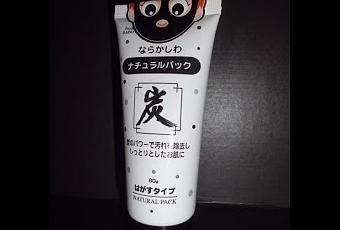 ならかしわ
ナチュラルパック
炭
炭のパワーで汚れを除去し
しっとりとしたお肌に
80g
はがすタイプ
NATURAL PACK